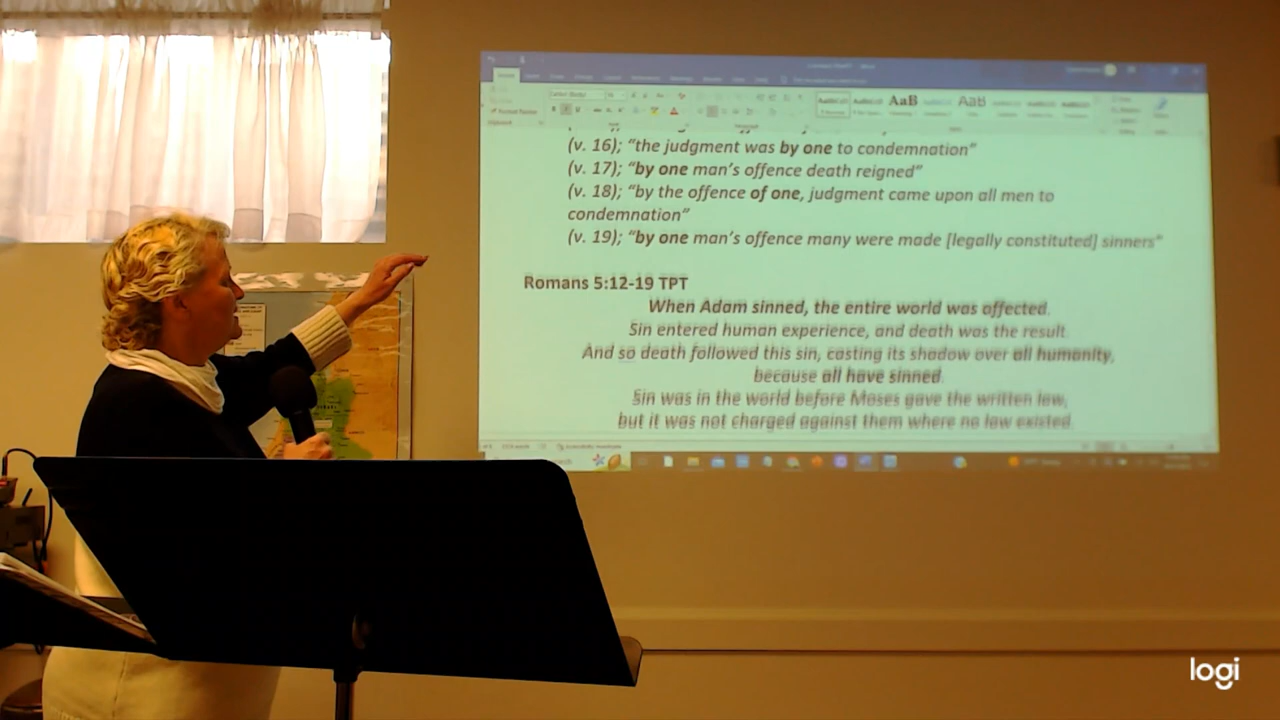 AaB
AaB
(v. 16); “the judgment was by one to condemnation”
(v. 17); “by one man’s offence death reigned”
(v. 18); “by the offence of one, judgment came upon all men to
condemnation”
(v. 19); “by one man’s offence many were made [legally constituted] sinners”
Romans 5:12-19 TPT
When Adam sinned, the entire world was affected.
Sin entered human experience, and death was the result.
And so death followed this sin, casting its shadow over all humanity,
because all have sinned.
Sin was in the world before Moses gave the written law,
but it was not charged against them where no law existed.
logi